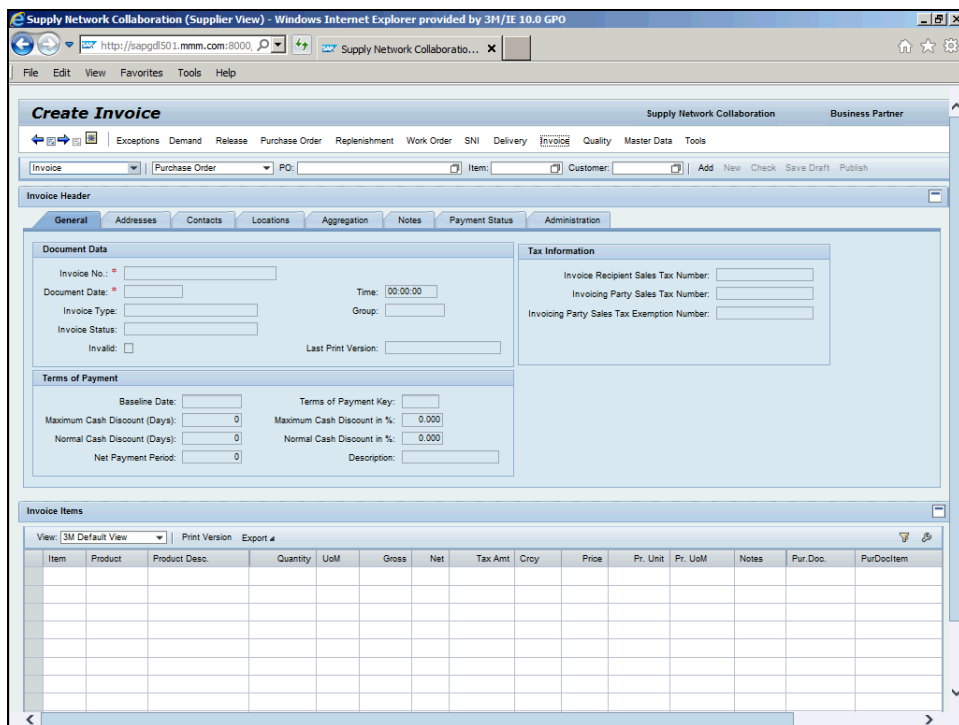 Supply Network Collaboration (Supplier View) - Windows Internet Explorer provided by 3M/IE 10.0 GPO
http://sapgdl501.mmm.com:8000, Supply Network Collaboratio... X
File Edit View Favorites Tools Help
Create Invoice Supply Network Collaboration Business Partner
Exceptions Demand Release Purchase Order Replenishment Work Order SNI Delivery Invoice Quality Master Data Tools
Invoice Purchase Order PO: Item: Customer: Add New Check Save Draft Publish
Invoice Header
General Addresses Contacts Locations Aggregation Notes Payment Status Administration
Document Data
Invoice No.: *
Document Date: * Time: 00:00:00
Invoice Type: Group:
Invoice Status:
Invalid: Last Print Version:
Tax Information
Invoice Recipient Sales Tax Number:
Invoicing Party Sales Tax Number:
Invoicing Party Sales Tax Exemption Number:
Terms of Payment
Baseline Date: Terms of Payment Key:
Maximum Cash Discount (Days): 0 Maximum Cash Discount in %: 0.000
Normal Cash Discount (Days): 0 Normal Cash Discount in %: 0.000
Net Payment Period: 0 Description:
Invoice Items
View: 3M Default View Print Version Export
Item Product Product Desc. Quantity UoM Gross Net Tax Amt Crcy Price Pr. Unit Pr. UoM Notes Pur.Doc. PurDocItem